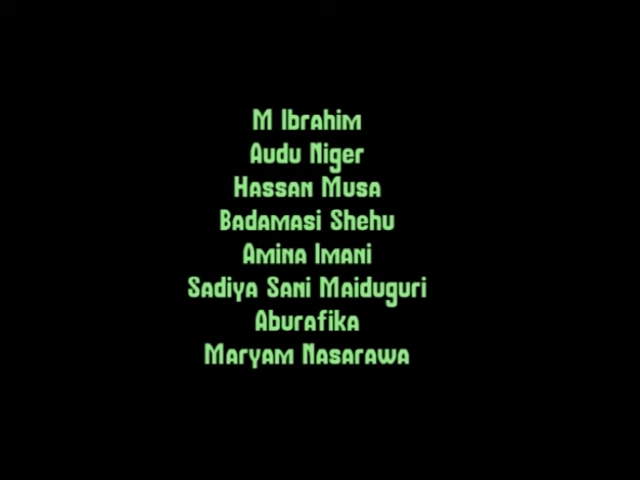 M Ibrahim
Audu Niger
Hassan Musa
Badamasi Shehu
Amina Imani
Sadiya Sani Maiduguri
Aburafika
Maryam Nasarawa